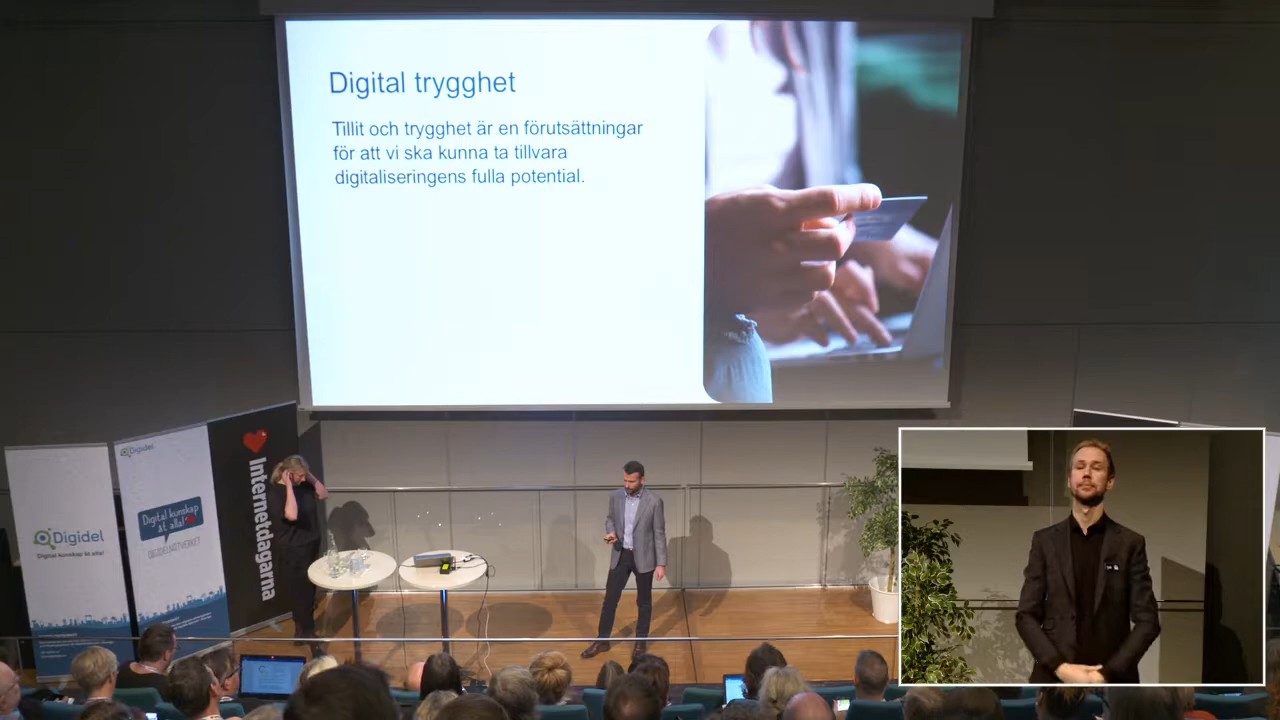 Digital trygghet
Tillit och trygghet är en förutsättningar
för att vi ska kunna ta tillvara
digitaliseringens fulla potential.
Digidel
Digital kunskap åt alla!
Digidel
Digital kunskap
åt alla!
DIGIDELNÄTVERKET
Internetdagarna